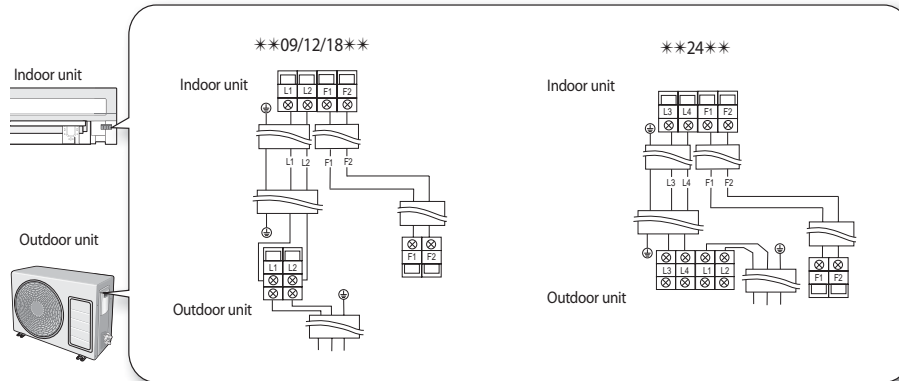 Indoor unit
Outdoor unit
✳✳09/12/18✳✳
Indoor unit
L1 L2 F1 F2
L1 L2 F1 F2
F1 F2
L1 L2
Outdoor unit
✳✳24✳✳
Indoor unit
L3 L4 F1 F2
L3 L4 F1 F2
L3 L4 L1 L2
F1 F2
Outdoor unit